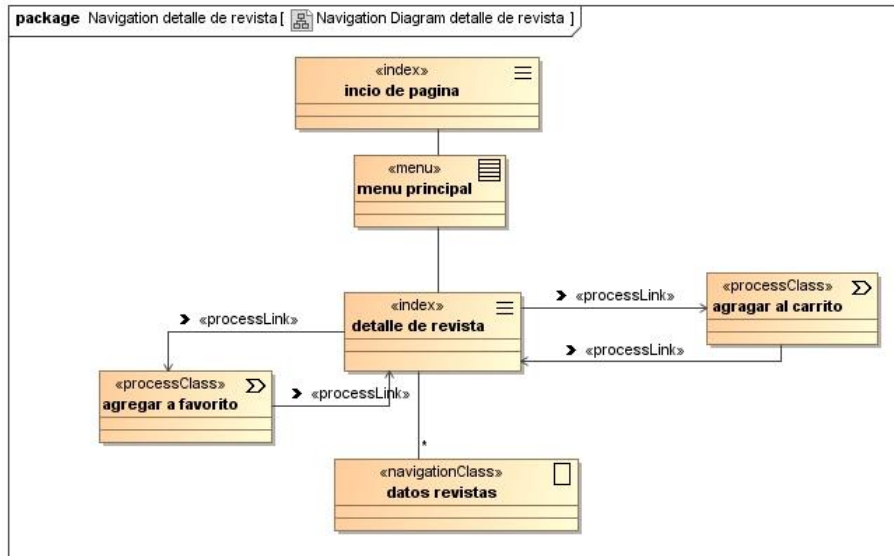 package Navigation detalle de revista[ Navigation Diagram detalle de revista ]
«index»
incio de pagina
«menu»
menu principal
«index»
detalle de revista
«processLink»
«processClass»
agragar al carrito
«processLink»
«processLink»
«processClass»
agregar a favorito
«processLink»
*
«navigationClass»
datos revistas